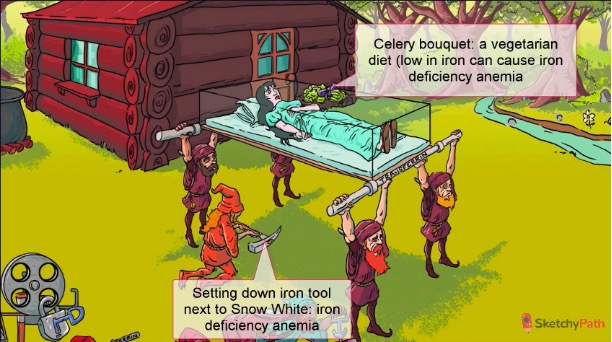 Celery bouquet: a vegetarian
diet (low in iron can cause iron
deficiency anemia
TRANSFERRIN
Setting down iron tool
next to Snow White: iron
deficiency anemia
SketchyPath